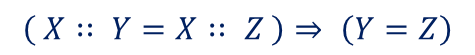 ( X :: Y = X :: Z ) ⇒ (Y = Z)